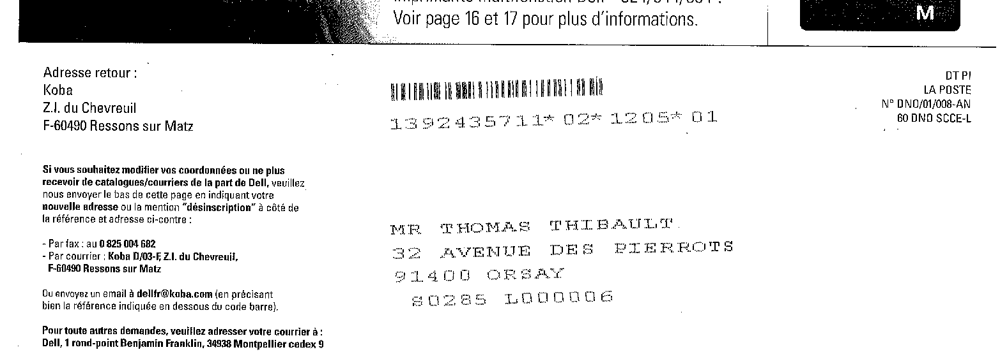 Voir page 16 et 17 pour plus d'informations.
M
Adresse retour :
Koba
Z.I. du Chevreuil
F-60490 Ressons sur Matz
1392435711*02*1205*01
DT PI
LA POSTE
N° DNO/01/008-AN
60 DNO SCCE-L
Si vous souhaitez modifier vos coordonnées ou ne plus
recevoir de catalogues/courriers de la part de Dell, veuillez
nous envoyer le bas de cette page en indiquant votre
nouvelle adresse ou la mention "désinscription" à côté de
la référence et adresse ci-contre :
- Par fax : au 0 825 004 682
- Par courrier : Koba D/03-F, Z.I. du Chevreuil,
F-60490 Ressons sur Matz
Ou envoyez un email à dellfr@koba.com (en précisant
bien la référence indiquée en dessous du code barre).
Pour toute autres demandes, veuillez adresser votre courrier à :
Dell, 1 rond-point Benjamin Franklin, 34938 Montpellier cedex 9
MR THOMAS THIBAULT
32 AVENUE DES PIERROTS
91400 ORSAY
80285 L000006